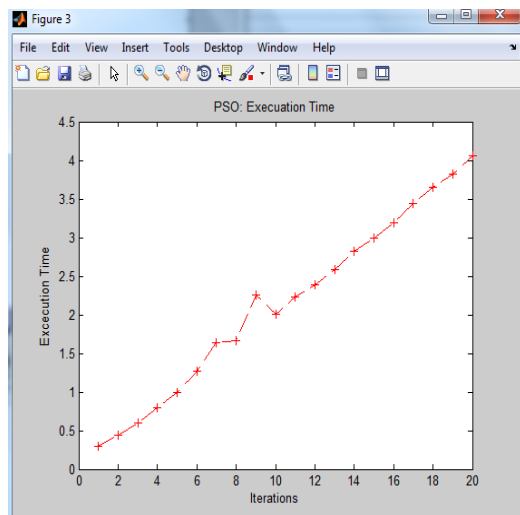 Figure 3
File Edit View Insert Tools Desktop Window Help
PSO: Execuation Time
4.5
4
3.5
3
2.5
2
1.5
1
0.5
0
Excecution Time
0 2 4 6 8 10 12 14 16 18 20
Iterations